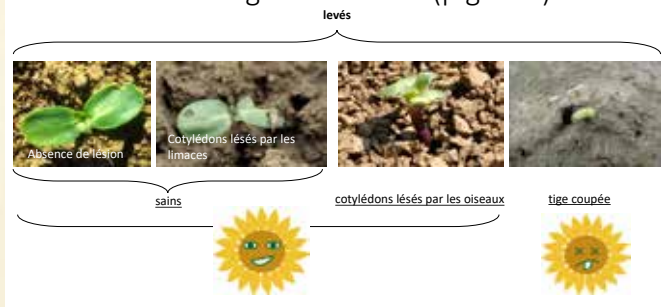 levés
Absence de lésion
Cotylédons lésés par les
limaces
sains
cotylédons lésés par les oiseaux
tige coupée